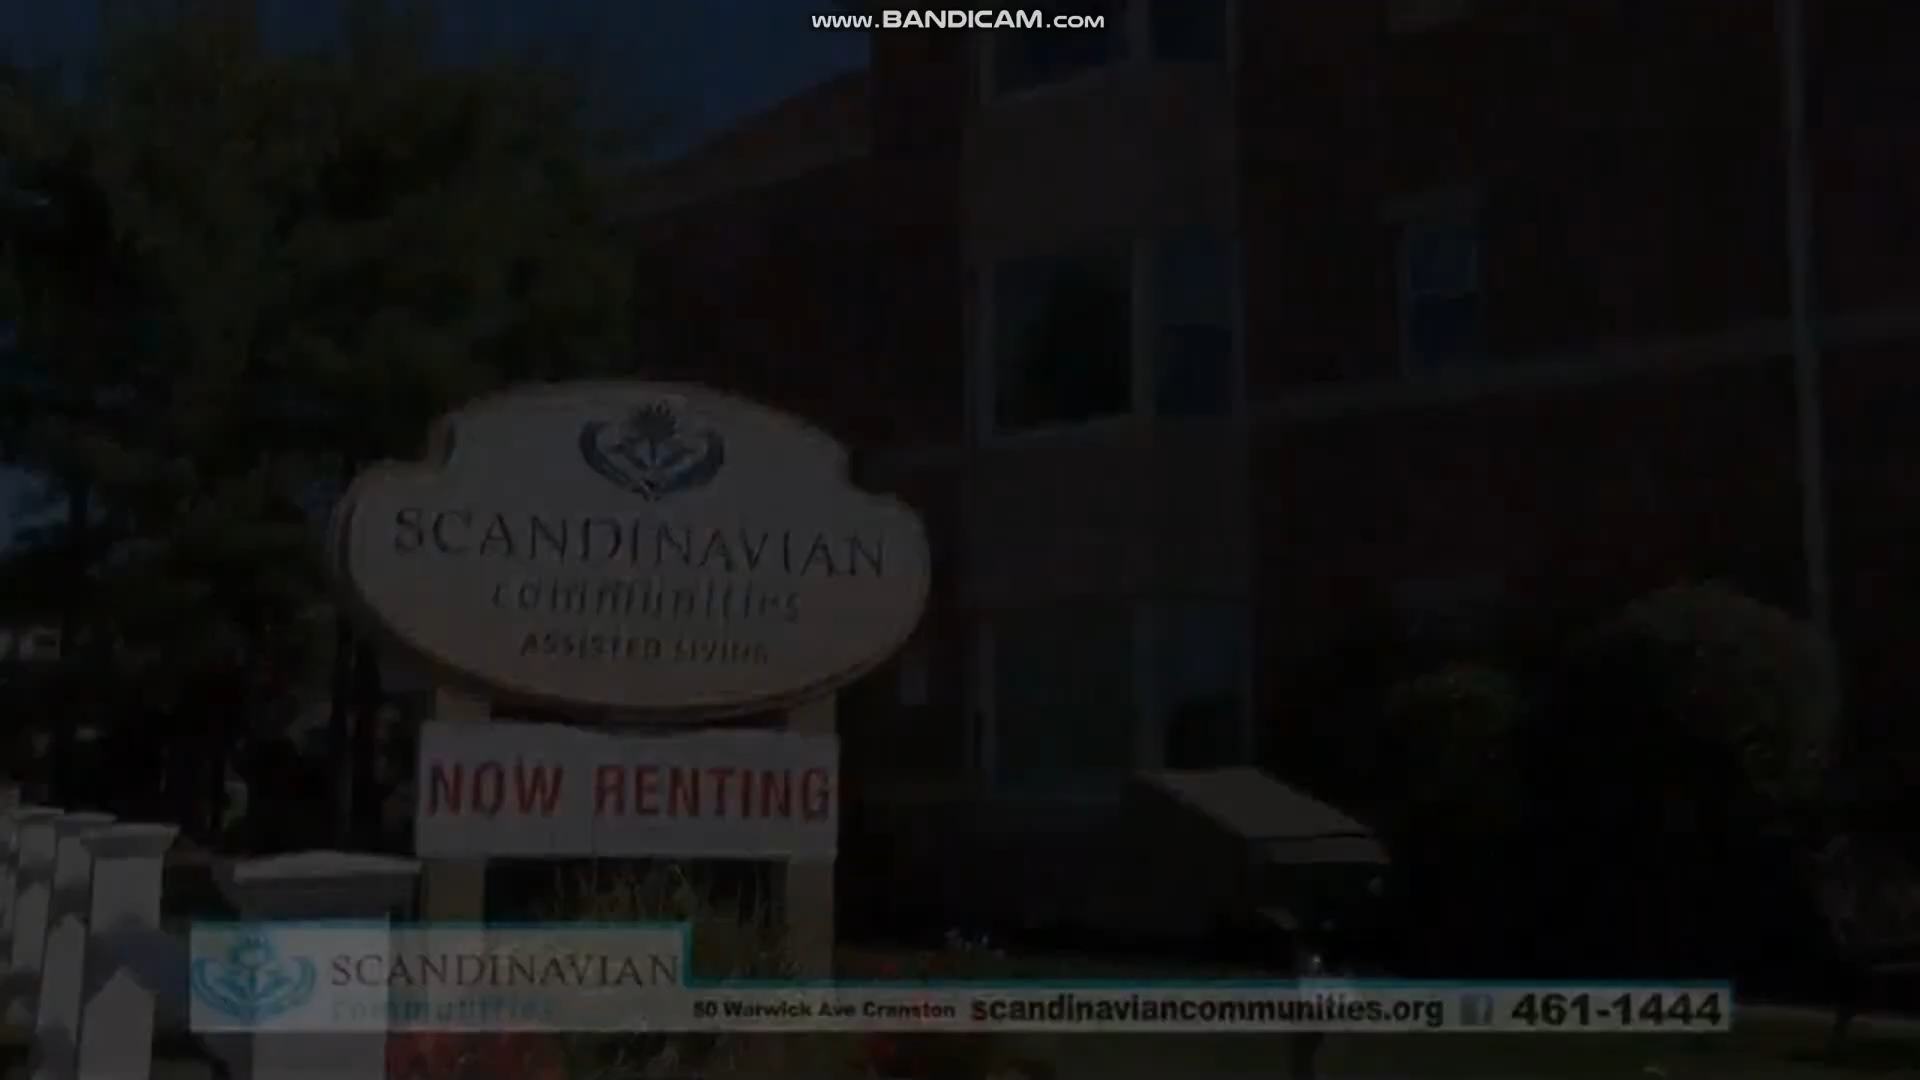 www.BANDICAM.com
SCANDINAVIAN
communities
ASSISTED LIVING
NOW RENTING
SCANDINAVIAN
communities
50 Warwick Ave Cranston scandinaviancommunities.org 461-1444